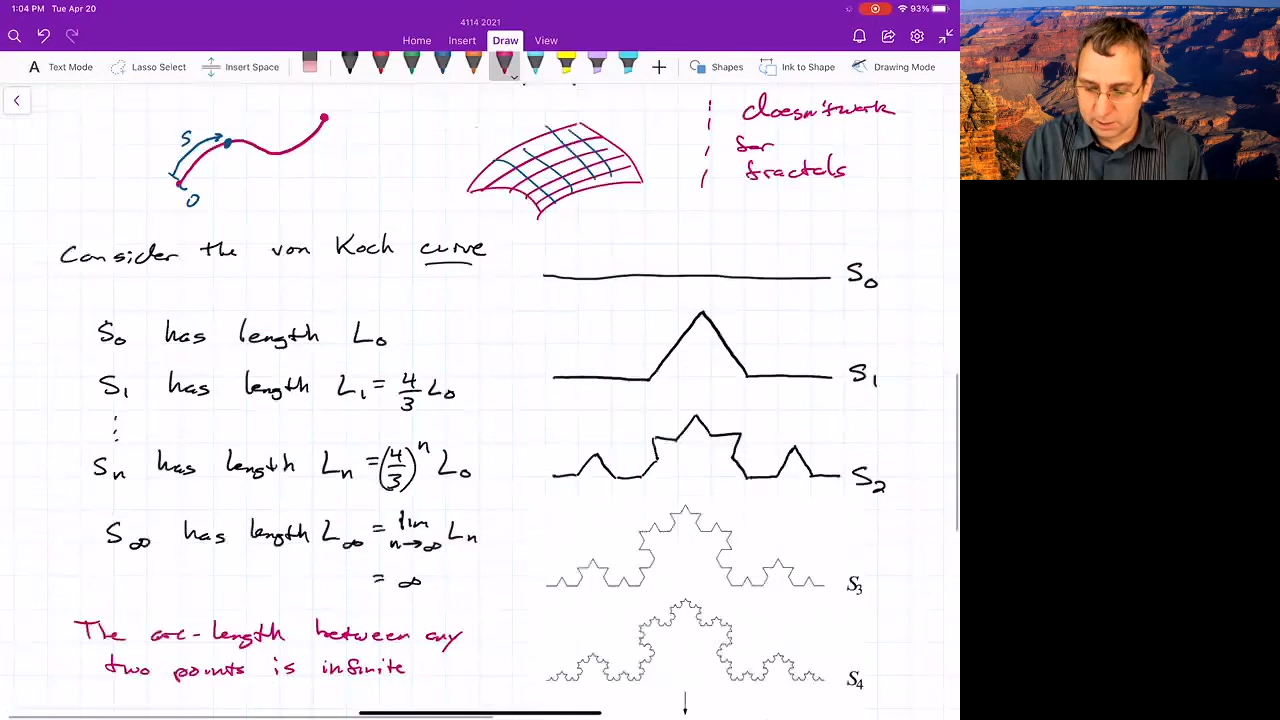 1:04 PM Tue Apr 20
93%
4114 2021
Home Insert Draw View
Text Mode Lasso Select Insert Space Shapes Ink to Shape Drawing Mode
S
O
doesn't work
for
fractals
Consider the von Koch curve
S₀
S₀ has length L₀
S₁ has length L₁ = 4/3 L₀
S₁
⋮
Sₙ has length Lₙ = (4/3)ⁿ L₀
S₂
S∞ has length L∞ = lim n→∞ Lₙ
= ∞
S₃
The arc-length between any
two points is infinite
S₄